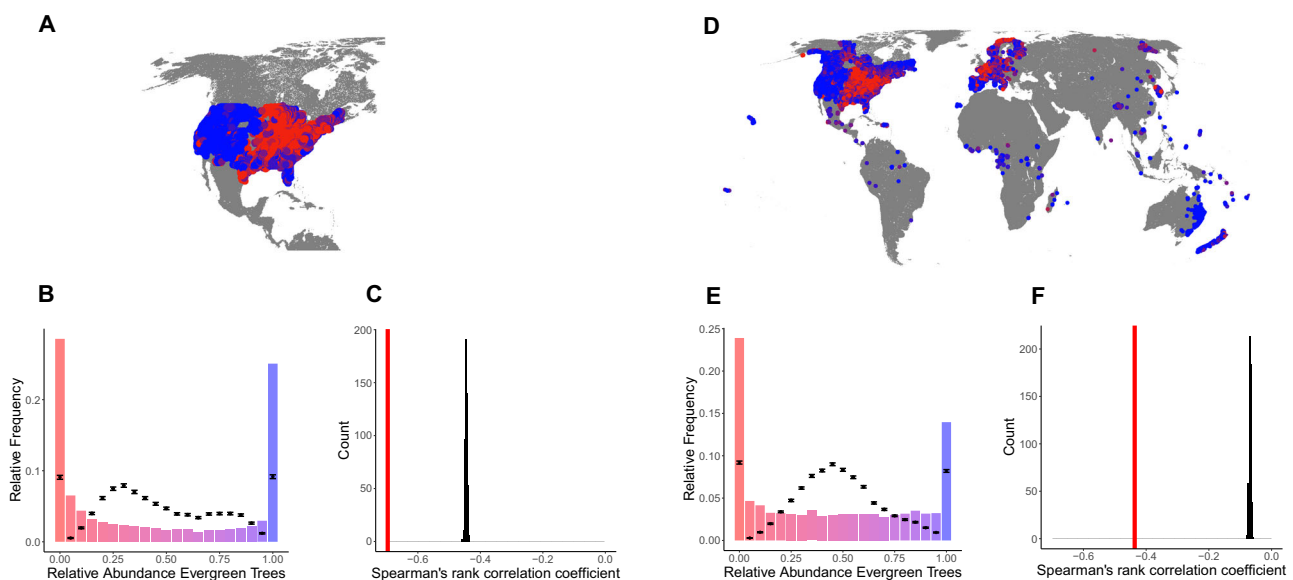 A
D
B
C
E
F
Relative Frequency
0.2
0.1
0.0
0.00 0.25 0.50 0.75 1.00
Relative Abundance Evergreen Trees
Count
200
150
100
50
0
−0.6 −0.4 −0.2 0.0
Spearman's rank correlation coefficient
Relative Frequency
0.25
0.20
0.15
0.10
0.05
0.00
0.00 0.25 0.50 0.75 1.00
Relative Abundance Evergreen Trees
Count
200
150
100
50
0
−0.6 −0.4 −0.2 0.0
Spearman's rank correlation coefficient